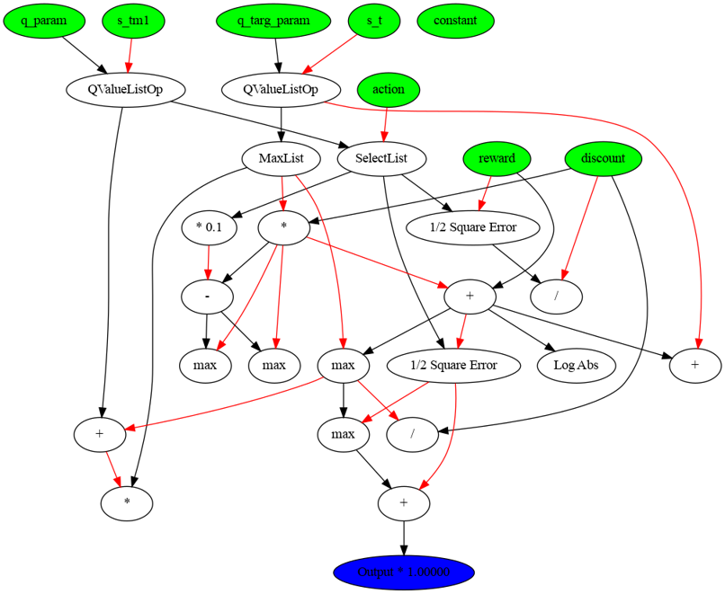 q_param s_tm1 q_targ_param s_t constant
QValueListOp QValueListOp action
MaxList SelectList reward discount
* 0.1 * 1/2 Square Error
- + /
max max max 1/2 Square Error Log Abs +
+ max /
* +
Output * 1.00000